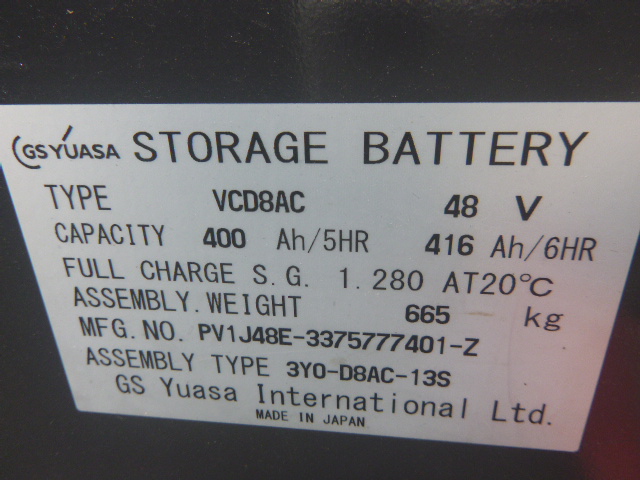 GS YUASA STORAGE BATTERY
TYPE VCD8AC 48 V
CAPACITY 400 Ah/5HR 416 Ah/6HR
FULL CHARGE S.G. 1.280 AT20℃
ASSEMBLY.WEIGHT 665 kg
MFG.NO. PV1J48E-3375777401-Z
ASSEMBLY TYPE 3Y0-D8AC-13S
GS Yuasa International Ltd.
MADE IN JAPAN